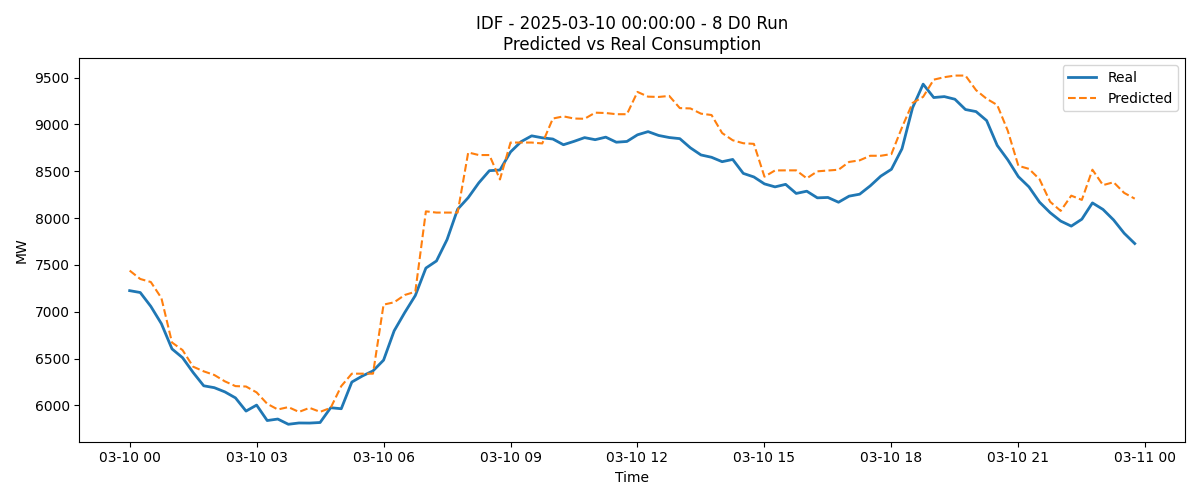 IDF - 2025-03-10 00:00:00 - 8 D0 Run
Predicted vs Real Consumption
Real
Predicted
MW
9500
9000
8500
8000
7500
7000
6500
6000
03-10 00
03-10 03
03-10 06
03-10 09
03-10 12
03-10 15
03-10 18
03-10 21
03-11 00
Time